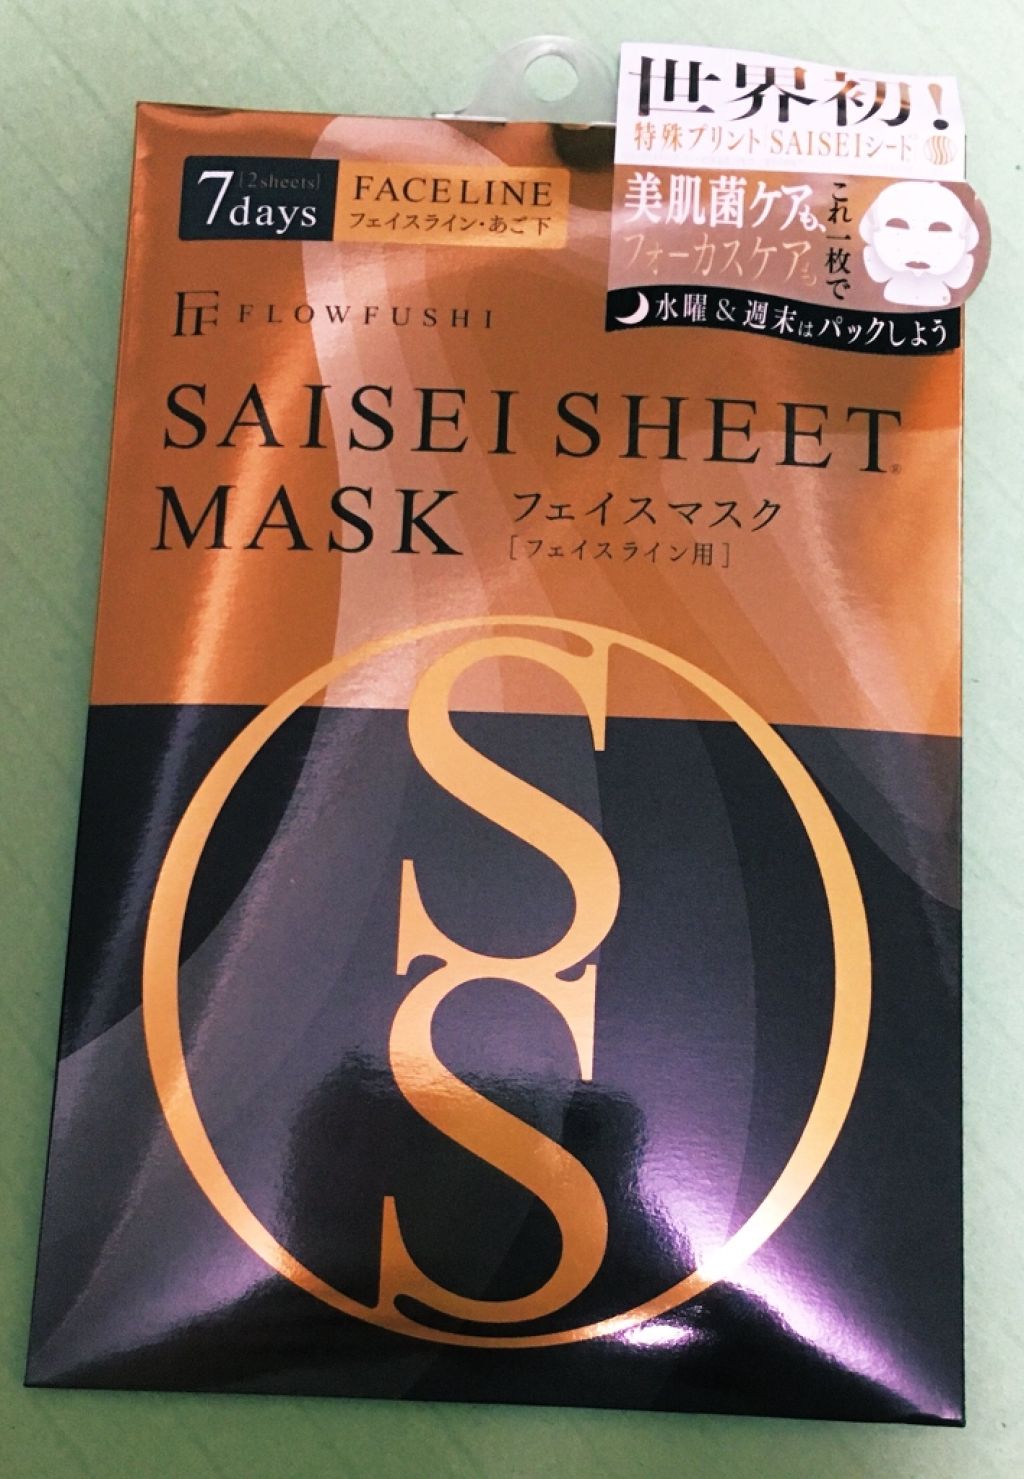 世界初!
特殊プリント SAISEIシード
美肌菌ケアも、
フォーカスケアも
これ一枚で
水曜&週末はパックしよう
7days [2sheets]
FACELINE
フェイスライン・あご下
FLOWFUSHI
SAISEI SHEET®
MASK フェイスマスク
[フェイスライン用]
SS